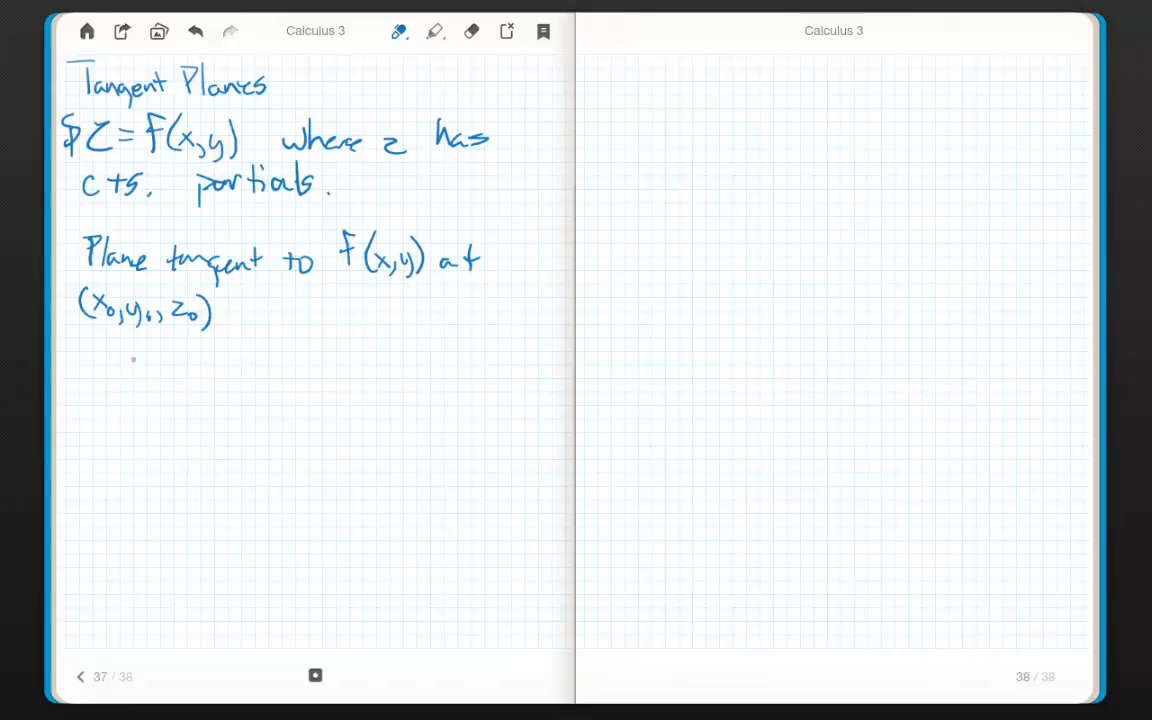 Calculus 3
Calculus 3
Tangent Planes
$ z = f(x,y) where z has
cts. partials.
Plane tangent to f(x,y) at
(x₀,y₀,z₀)
37 / 38
38 / 38